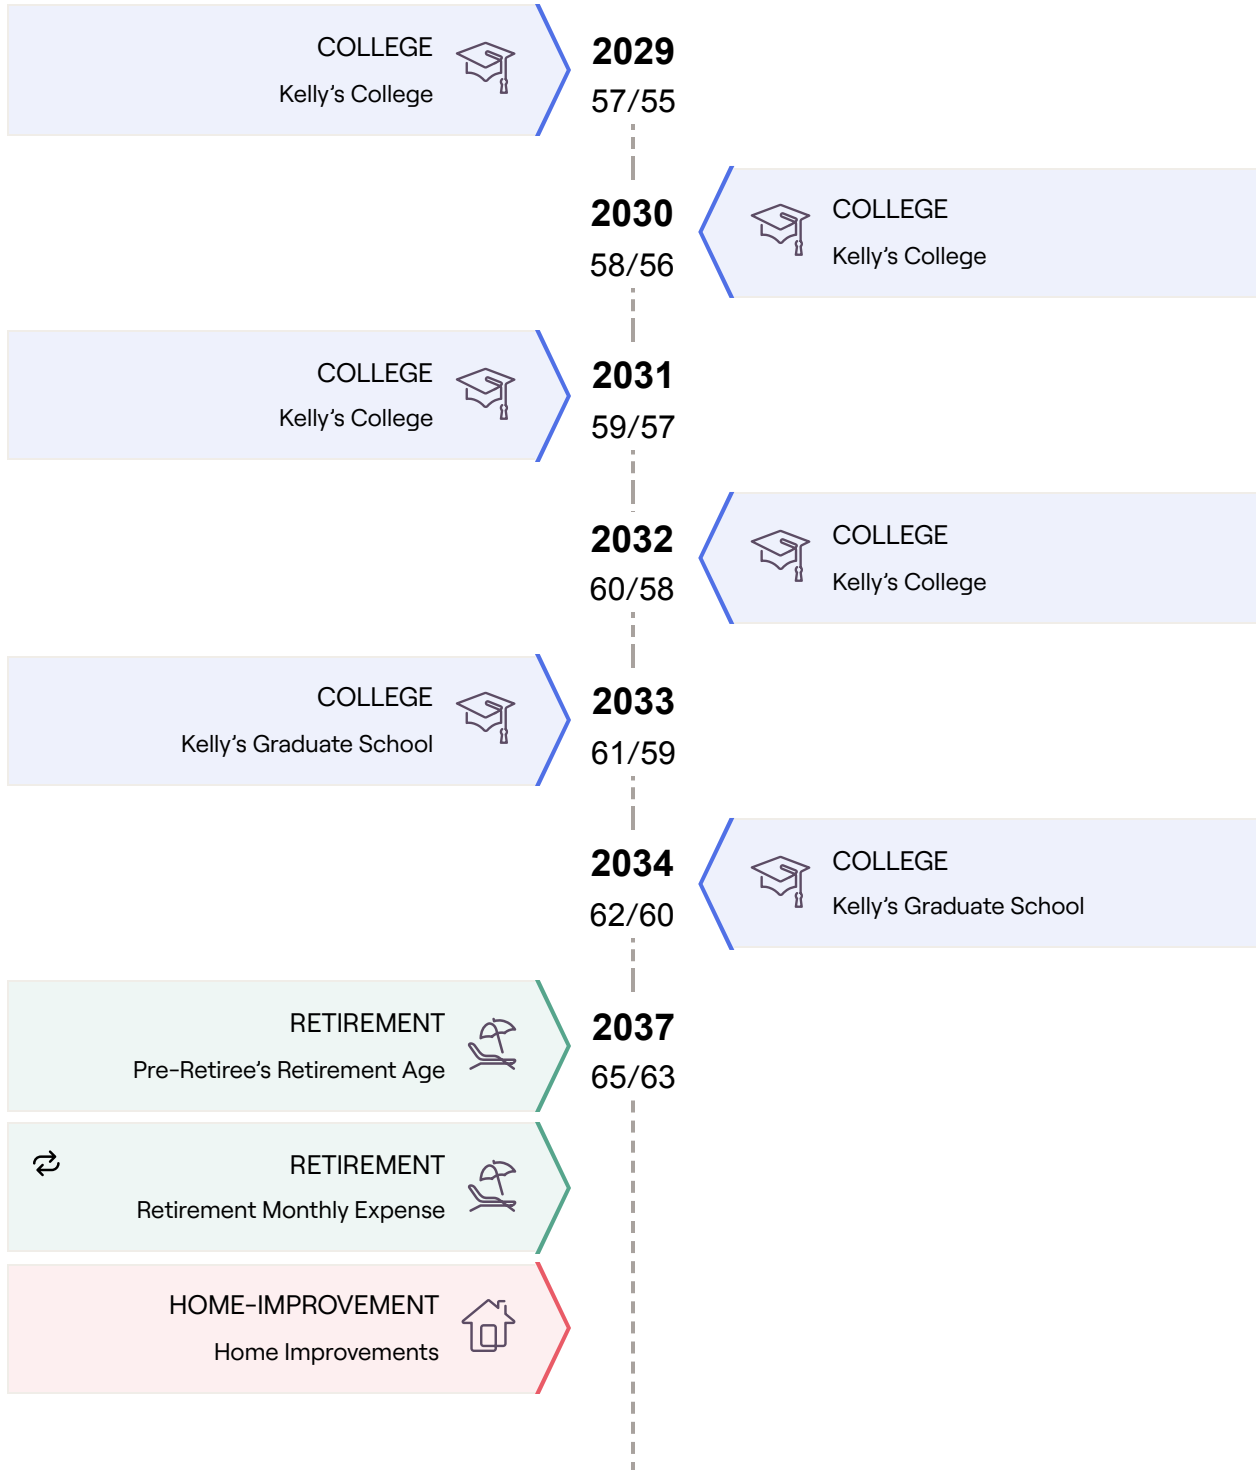 COLLEGE
Kelly's College
2029
57/55
2030
58/56
COLLEGE
Kelly's College
COLLEGE
Kelly's College
2031
59/57
2032
60/58
COLLEGE
Kelly's College
COLLEGE
Kelly's Graduate School
2033
61/59
2034
62/60
COLLEGE
Kelly's Graduate School
RETIREMENT
Pre-Retiree's Retirement Age
2037
65/63
RETIREMENT
Retirement Monthly Expense
HOME-IMPROVEMENT
Home Improvements